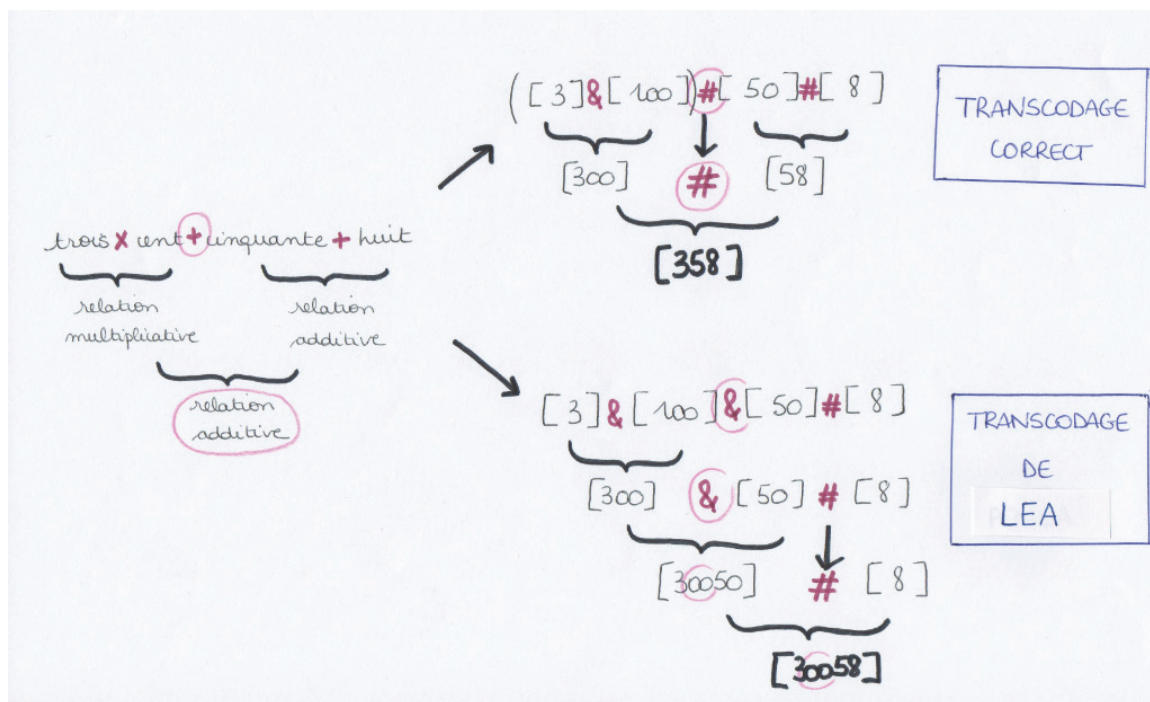 ([3]&[100])#[50]#[8]
[300] # [58]
[358]
TRANSCODAGE
CORRECT
trois x cent + cinquante + huit
relation
multiplicative
relation
additive
relation
additive
[3]&[100]&[50]#[8]
[300] & [50] # [8]
[30050] # [8]
[30058]
TRANSCODAGE
DE
LEA